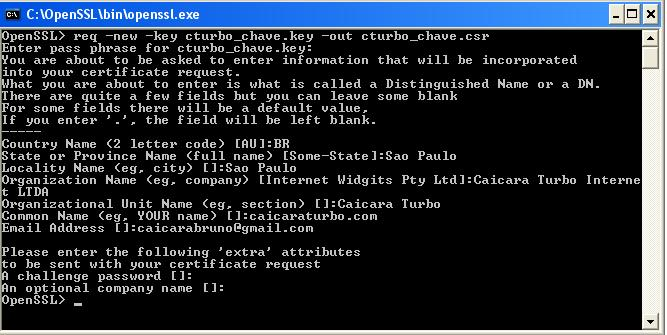 C:\OpenSSL\bin\openssl.exe
OpenSSL> req -new -key cturbo_chave.key -out cturbo_chave.csr
Enter pass phrase for cturbo_chave.key:
You are about to be asked to enter information that will be incorporated
into your certificate request.
What you are about to enter is what is called a Distinguished Name or a DN.
There are quite a few fields but you can leave some blank
For some fields there will be a default value,
If you enter '.', the field will be left blank.
-----
Country Name (2 letter code) [AU]:BR
State or Province Name (full name) [Some-State]:Sao Paulo
Locality Name (eg, city) []:Sao Paulo
Organization Name (eg, company) [Internet Widgits Pty Ltd]:Caicara Turbo Interne
t LTDA
Organizational Unit Name (eg, section) []:Caicara Turbo
Common Name (eg, YOUR name) []:caicaraturbo.com
Email Address []:caicarabruno@gmail.com
Please enter the following 'extra' attributes
to be sent with your certificate request
A challenge password []:
An optional company name []:
OpenSSL> _